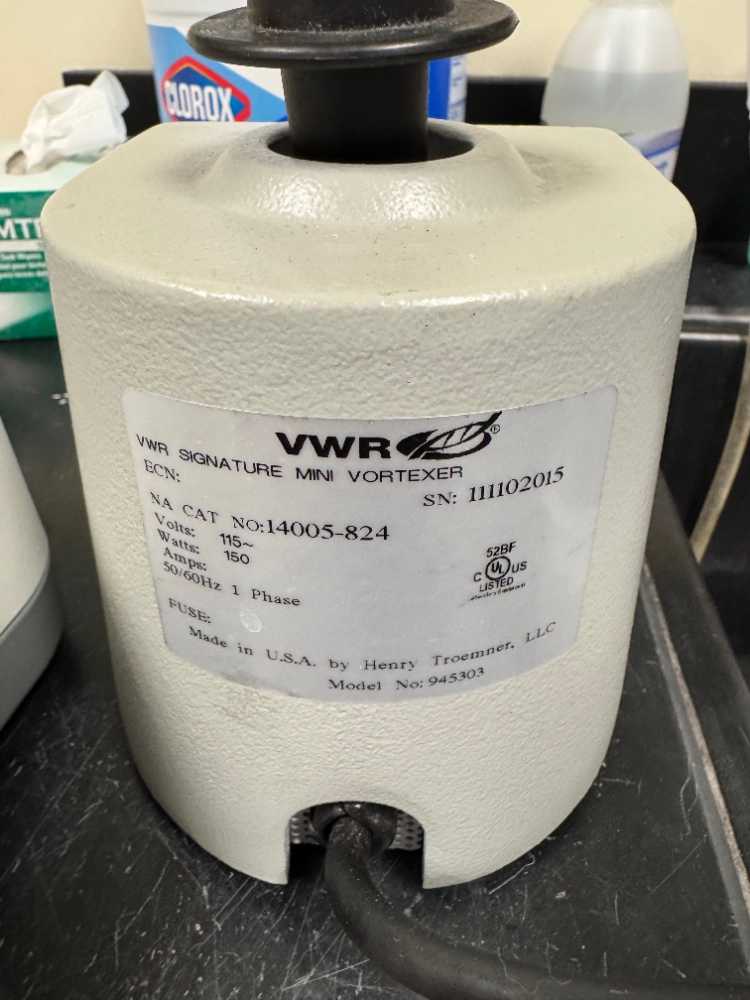 CLOROX
MTI
VWR®
VWR SIGNATURE MINI VORTEXER
ECN:
SN: 111102015
NA CAT NO:14005-824
Volts: 115~
Watts: 150
Amps:
50/60Hz 1 Phase
52BF
C UL US
LISTED
FUSE:
Made in U.S.A. by Henry Troemner, LLC
Model No: 945303